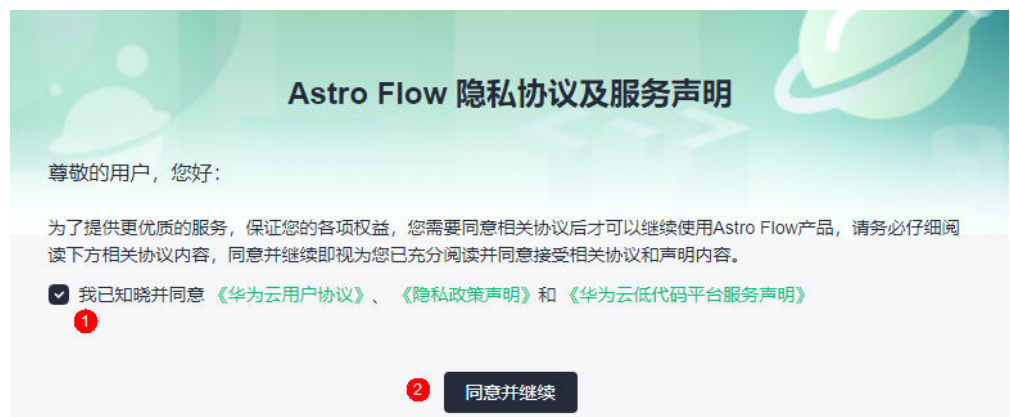 Astro Flow 隐私协议及服务声明
尊敬的用户，您好：
为了提供更优质的服务，保证您的各项权益，您需要同意相关协议后才可以继续使用Astro Flow产品，请务必仔细阅
读下方相关协议内容，同意并继续即视为您已充分阅读并同意接受相关协议和声明内容。
我已知晓并同意 《华为云用户协议》、 《隐私政策声明》和 《华为云低代码平台服务声明》
1
2 同意并继续